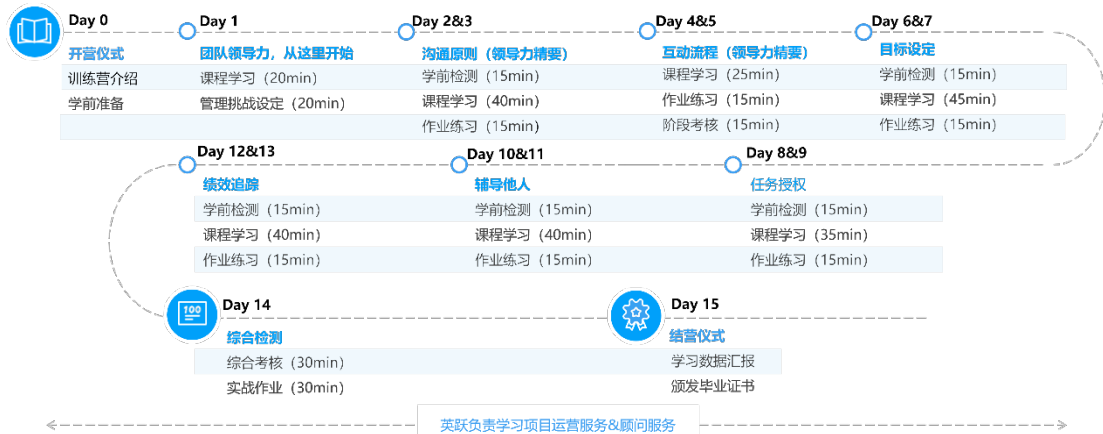 Day 0
开营仪式
训练营介绍
学前准备
Day 1
团队领导力，从这里开始
课程学习（20min）
管理挑战设定（20min）
Day 2&3
沟通原则（领导力精要）
学前检测（15min）
课程学习（40min）
作业练习（15min）
Day 4&5
互动流程（领导力精要）
课程学习（25min）
作业练习（15min）
阶段考核（15min）
Day 6&7
目标设定
学前检测（15min）
课程学习（45min）
作业练习（15min）
Day 8&9
任务授权
学前检测（15min）
课程学习（35min）
作业练习（15min）
Day 10&11
辅导他人
学前检测（15min）
课程学习（40min）
作业练习（15min）
Day 12&13
绩效追踪
学前检测（15min）
课程学习（40min）
作业练习（15min）
100
Day 14
综合检测
综合考核（30min）
实战作业（30min）
Day 15
结营仪式
学习数据汇报
颁发毕业证书
英跃负责学习项目运营服务&顾问服务